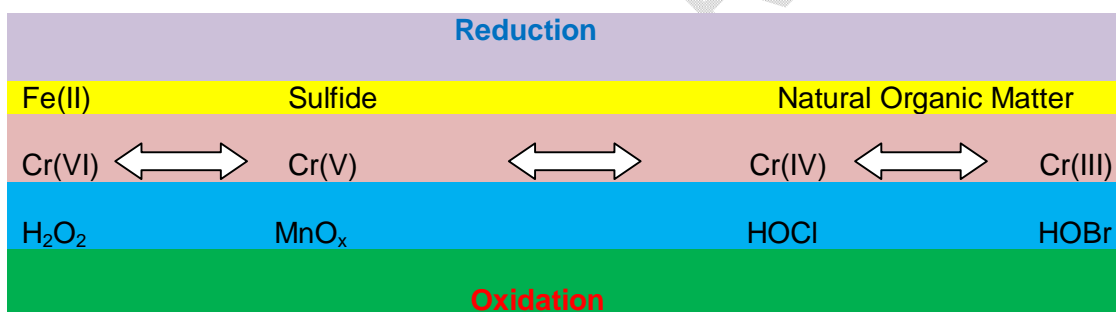 Reduction
Fe(II) Sulfide Natural Organic Matter
Cr(VI) Cr(V) Cr(IV) Cr(III)
H₂O₂ MnOₓ HOCl HOBr
Oxidation